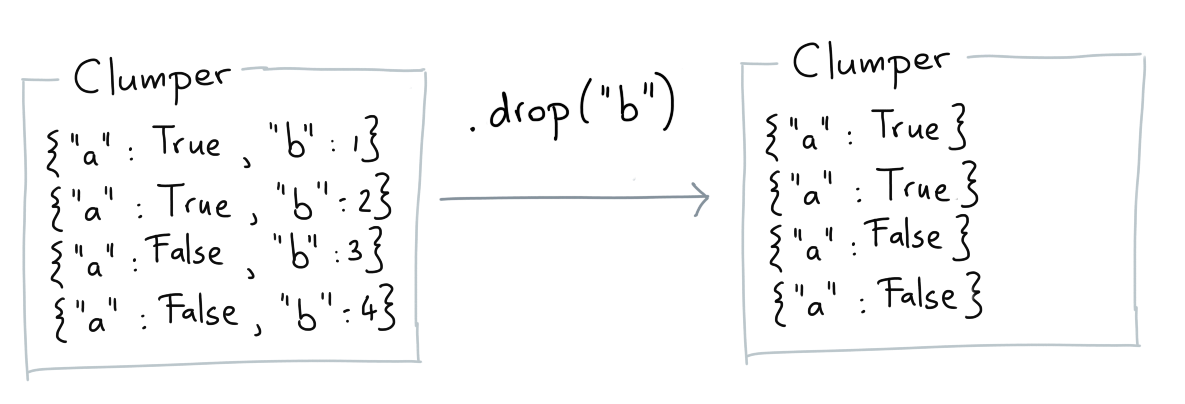 Clumper
{"a" : True , "b" : 1}
{"a" : True , "b" : 2}
{"a" : False , "b" : 3}
{"a" : False , "b" : 4}
.drop("b")
Clumper
{"a" : True}
{"a" : True}
{"a" : False}
{"a" : False}